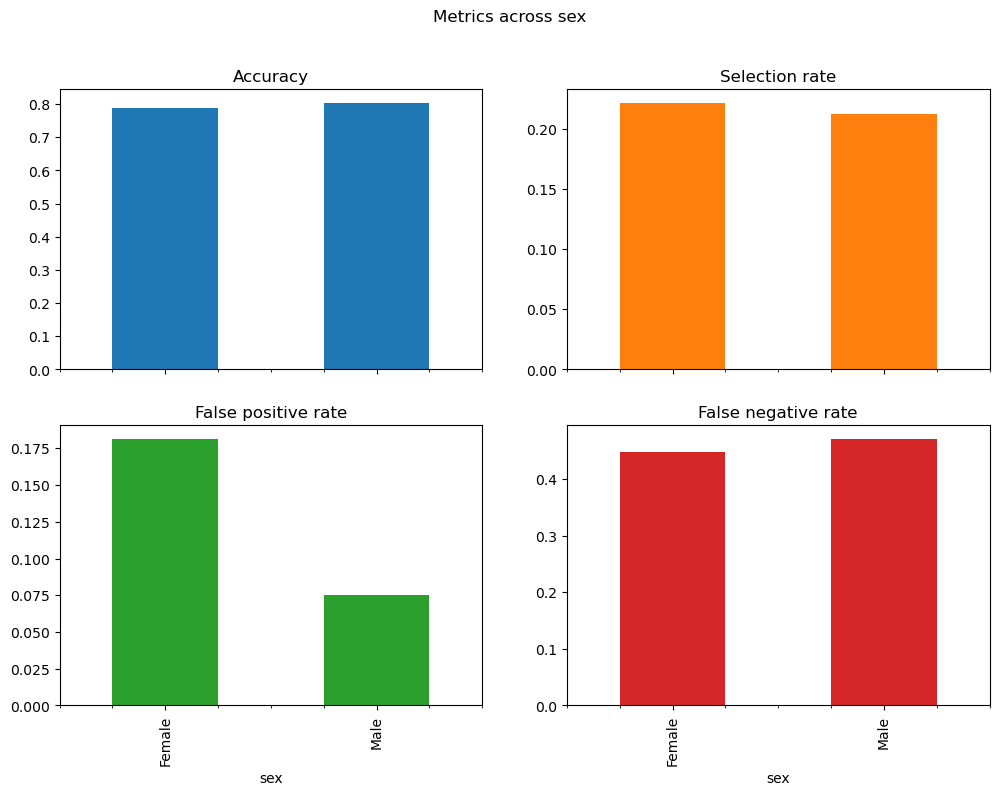 Metrics across sex
Accuracy
0.8
0.7
0.6
0.5
0.4
0.3
0.2
0.1
0.0
Selection rate
0.20
0.15
0.10
0.05
0.00
False positive rate
0.175
0.150
0.125
0.100
0.075
0.050
0.025
0.000
Female
Male
sex
False negative rate
0.4
0.3
0.2
0.1
0.0
Female
Male
sex